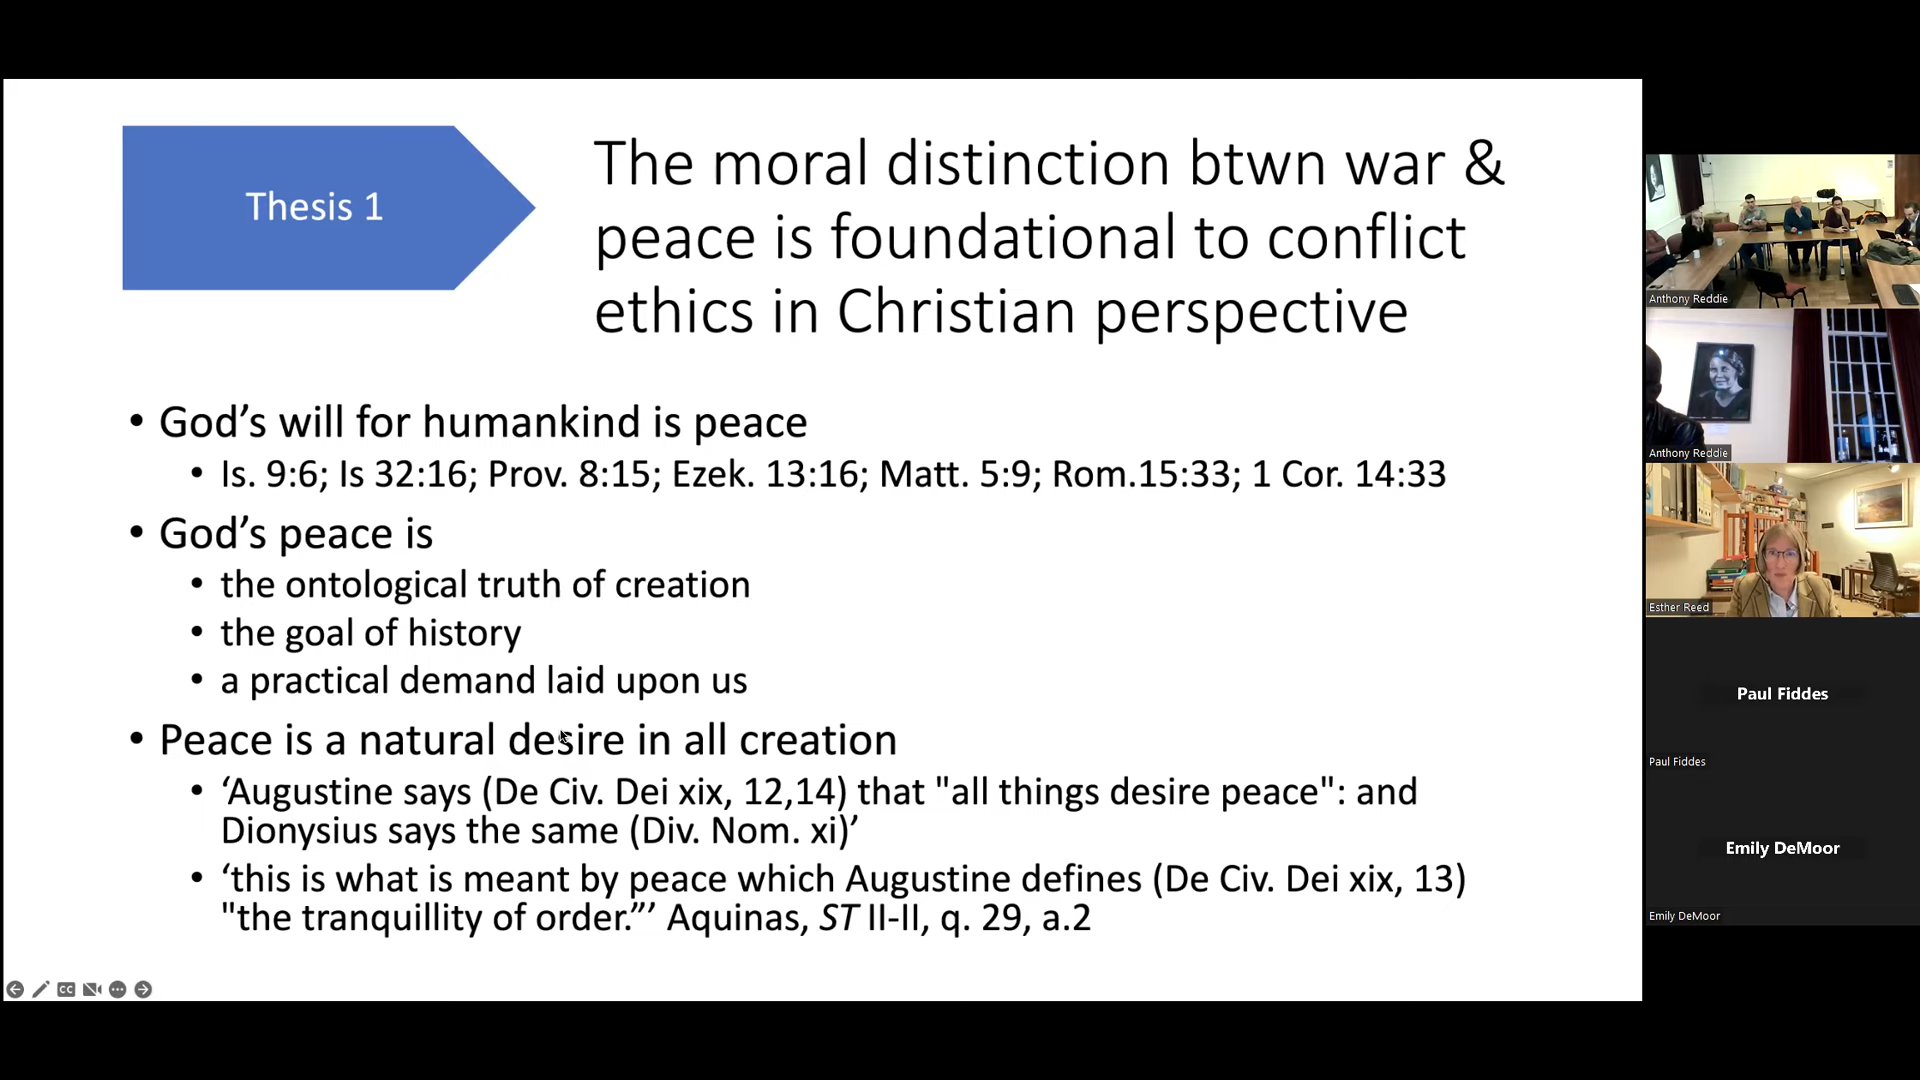 Thesis 1
The moral distinction btwn war &
peace is foundational to conflict
ethics in Christian perspective
• God’s will for humankind is peace
• Is. 9:6; Is 32:16; Prov. 8:15; Ezek. 13:16; Matt. 5:9; Rom.15:33; 1 Cor. 14:33
• God’s peace is
• the ontological truth of creation
• the goal of history
• a practical demand laid upon us
• Peace is a natural desire in all creation
• ‘Augustine says (De Civ. Dei xix, 12,14) that "all things desire peace": and
Dionysius says the same (Div. Nom. xi)’
• ‘this is what is meant by peace which Augustine defines (De Civ. Dei xix, 13)
"the tranquillity of order.”’ Aquinas, ST II-II, q. 29, a.2
CC
Anthony Reddie
Anthony Reddie
Esther Reed
Paul Fiddes
Paul Fiddes
Emily DeMoor
Emily DeMoor